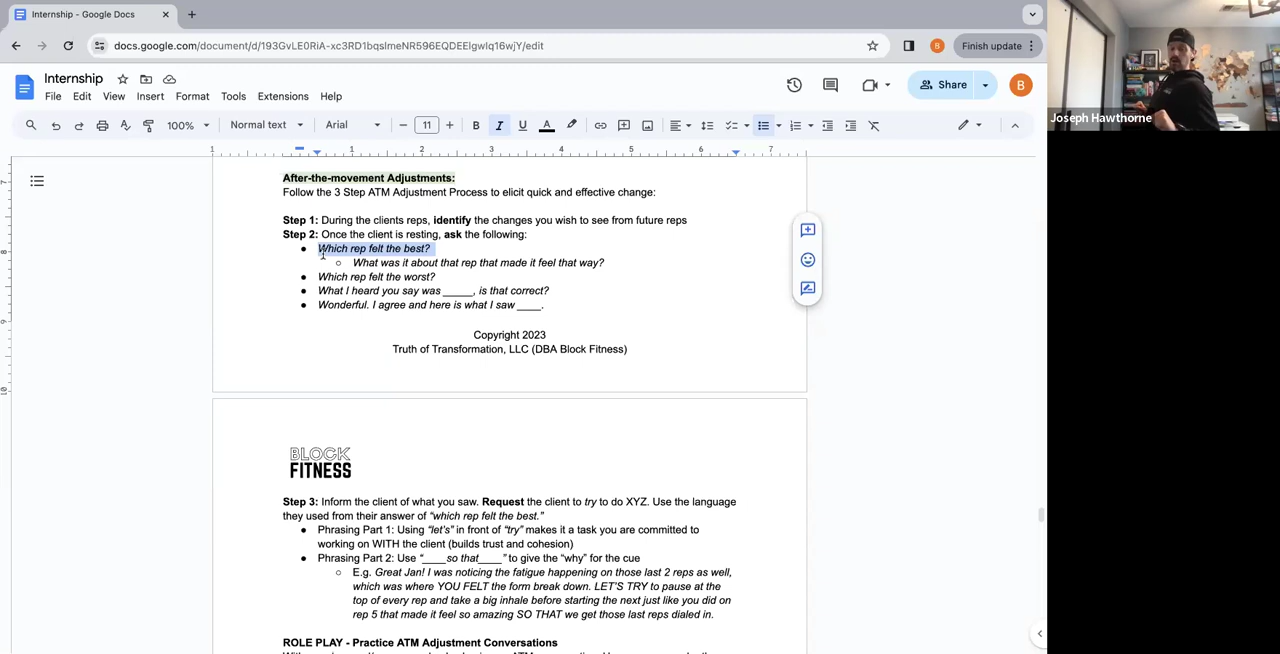 Internship - Google Docs
docs.google.com/document/d/193GvLE0RiA-xc3RD1bqsImeNR596EQDEEIgwIq16wjY/edit
B
Finish update
Internship
File Edit View Insert Format Tools Extensions Help
Share
B
100% Normal text Arial 11 B I U A
1 1 2 3 4 5 6 7
After-the-movement Adjustments:
Follow the 3 Step ATM Adjustment Process to elicit quick and effective change:
Step 1: During the clients reps, identify the changes you wish to see from future reps
Step 2: Once the client is resting, ask the following:
● Which rep felt the best?
○ What was it about that rep that made it feel that way?
● Which rep felt the worst?
● What I heard you say was _____, is that correct?
● Wonderful. I agree and here is what I saw ____.
Copyright 2023
Truth of Transformation, LLC (DBA Block Fitness)
BLOCK
FITNESS
Step 3: Inform the client of what you saw. Request the client to try to do XYZ. Use the language
they used from their answer of “which rep felt the best.”
● Phrasing Part 1: Using “let’s” in front of “try” makes it a task you are committed to
working on WITH the client (builds trust and cohesion)
● Phrasing Part 2: Use “____so that____” to give the “why” for the cue
○ E.g. Great Jan! I was noticing the fatigue happening on those last 2 reps as well,
which was where YOU FELT the form break down. LET’S TRY to pause at the
top of every rep and take a big inhale before starting the next just like you did on
rep 5 that made it feel so amazing SO THAT we get those last reps dialed in.
ROLE PLAY - Practice ATM Adjustment Conversations
Joseph Hawthorne